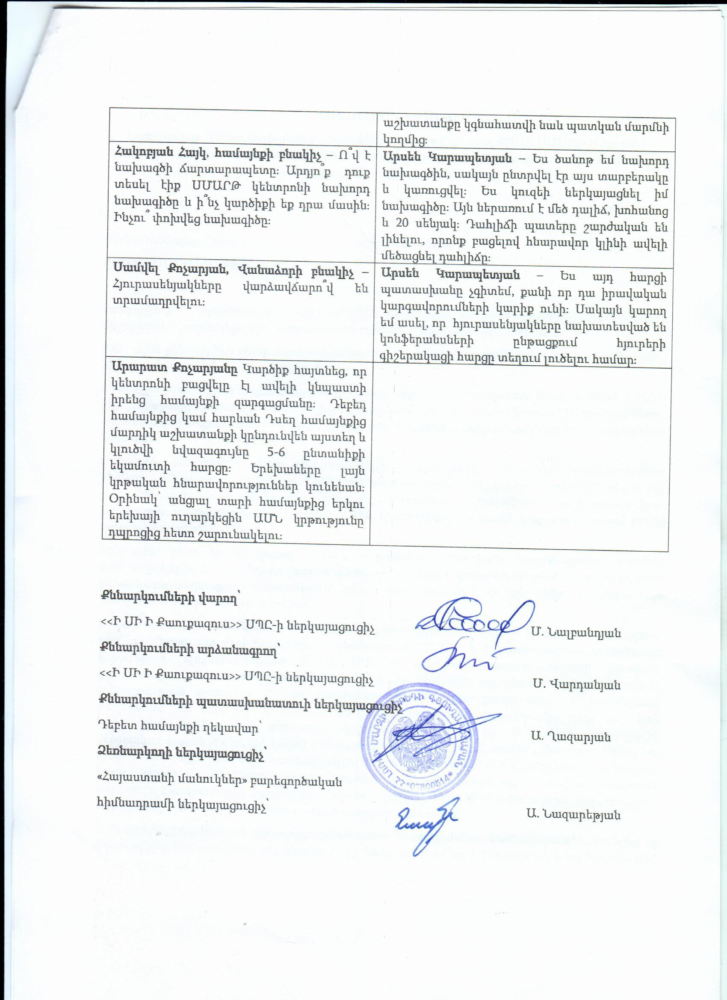 աշխատանքը կգնահատվի նաև պատկան մարմնի
կողմից:
Հակոբյան Հայկ, համայնքի բնակիչ – Ո՞վ է
նախագծի ճարտարապետը: Արդյո՞ք դուք
տեսել էիք ՍՄԱՐԹ կենտրոնի նախորդ
նախագիծը և ի՞նչ կարծիքի եք դրա մասին:
Ինչու՞ փոխվեց նախագիծը:
Արսեն Կարապետյան – Ես ծանոթ եմ նախորդ
նախագծին, սակայն ընտրվել էր այս տարբերակը
և կառուցվել: Ես կուզեի ներկայացնել իմ
նախագիծը: Այն ներառում է մեծ դալիճ, խոհանոց
և 20 սենյակ: Դահլիճի պատերը շարժական են
լինելու, որոնք բացելով հնարավոր կլինի ավելի
մեծացնել դահլիճը:
Սամվել Քոչարյան, Վանաձորի բնակիչ –
Հյուրասենյակները վարձավճարո՞վ են
տրամադրվելու:
Արսեն Կարապետյան – Ես այդ հարցի
պատասխանը չգիտեմ, քանի որ դա իրավական
կարգավորումների կարիք ունի: Սակայն կարող
եմ ասել, որ հյուրասենյակները նախատեսված են
կոնֆերանսների ընթացքում հյուրերի
գիշերակացի հարցը տեղում լուծելու համար:
Արարատ Քոչարյանը Կարծիք հայտնեց, որ
կենտրոնի բացվելը էլ ավելի կնպաստի
իրենց համայնքի զարգացմանը: Դեբեդ
համայնքից կամ հարևան Դսեղ համայնքից
մարդիկ աշխատանքի կընդունվեն այստեղ և
կլուծվի նվազագույնը 5-6 ընտանիքի
եկամուտի հարցը: Երեխաները լայն
կրթական հնարավորություններ կունենան:
Օրինակ՝ անցյալ տարի համայնքից երկու
երեխայի ուղարկեցին ԱՄՆ կրթությունը
դպրոցից հետո շարունակելու:
Քննարկումների վարող՝
<<Ի ՍԻ Ի Քաուքազուս>> ՍՊԸ-ի ներկայացուցիչ
Մ. Նալբանդյան
Քննարկումների արձանագրող՝
<<Ի ՍԻ Ի Քաուքազուս>> ՍՊԸ-ի ներկայացուցիչ
Մ. Վարդանյան
Քննարկումների պատասխանատուի ներկայացուցիչ՝
Դեբետ համայնքի ղեկավար՝
Ա. Ղազարյան
Ձեռնարկողի ներկայացուցիչ՝
«Հայաստանի մանուկներ» բարեգործական
հիմնադրամի ներկայացուցիչ՝
Ա. Նազարեթյան
ՀՀ*07800514* ԼՈՌՈՒ ՄԱՐԶԻ ԴԵԲԵԴԻ ԳՅՈՒՂԱՊԵՏԱՐԱՆ